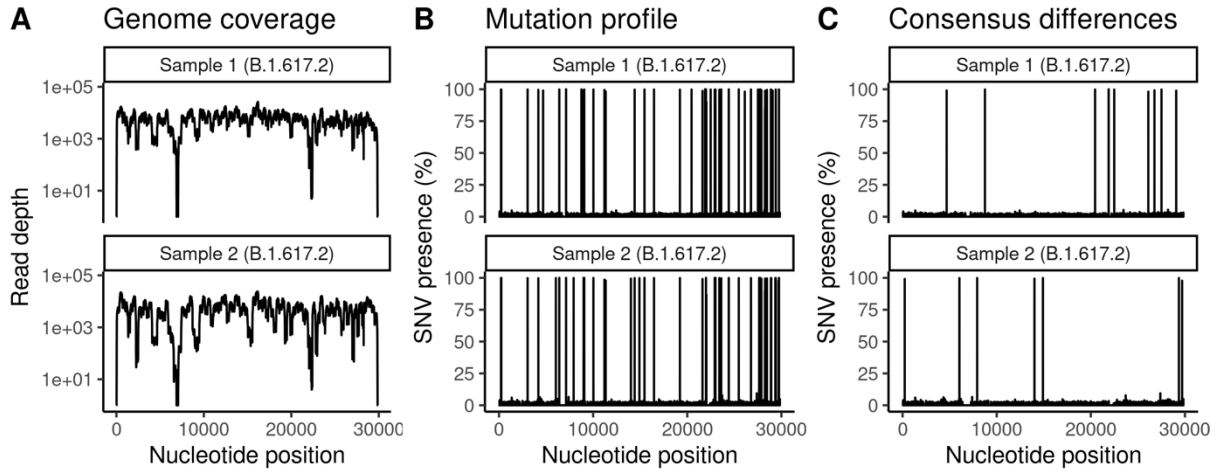 A Genome coverage
Sample 1 (B.1.617.2)
1e+05
1e+03
1e+01
Sample 2 (B.1.617.2)
1e+05
1e+03
1e+01
Read depth
0 10000 20000 30000
Nucleotide position
B Mutation profile
Sample 1 (B.1.617.2)
100
75
50
25
0
Sample 2 (B.1.617.2)
100
75
50
25
0
SNV presence (%)
0 10000 20000 30000
Nucleotide position
C Consensus differences
Sample 1 (B.1.617.2)
100
75
50
25
0
Sample 2 (B.1.617.2)
100
75
50
25
0
SNV presence (%)
0 10000 20000 30000
Nucleotide position